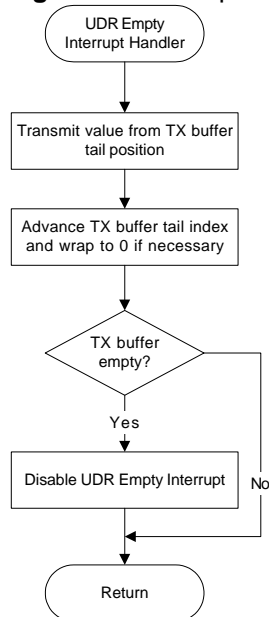 UDR Empty
Interrupt Handler
Transmit value from TX buffer
tail position
Advance TX buffer tail index
and wrap to 0 if necessary
TX buffer
empty?
Yes
Disable UDR Empty Interrupt
No
Return